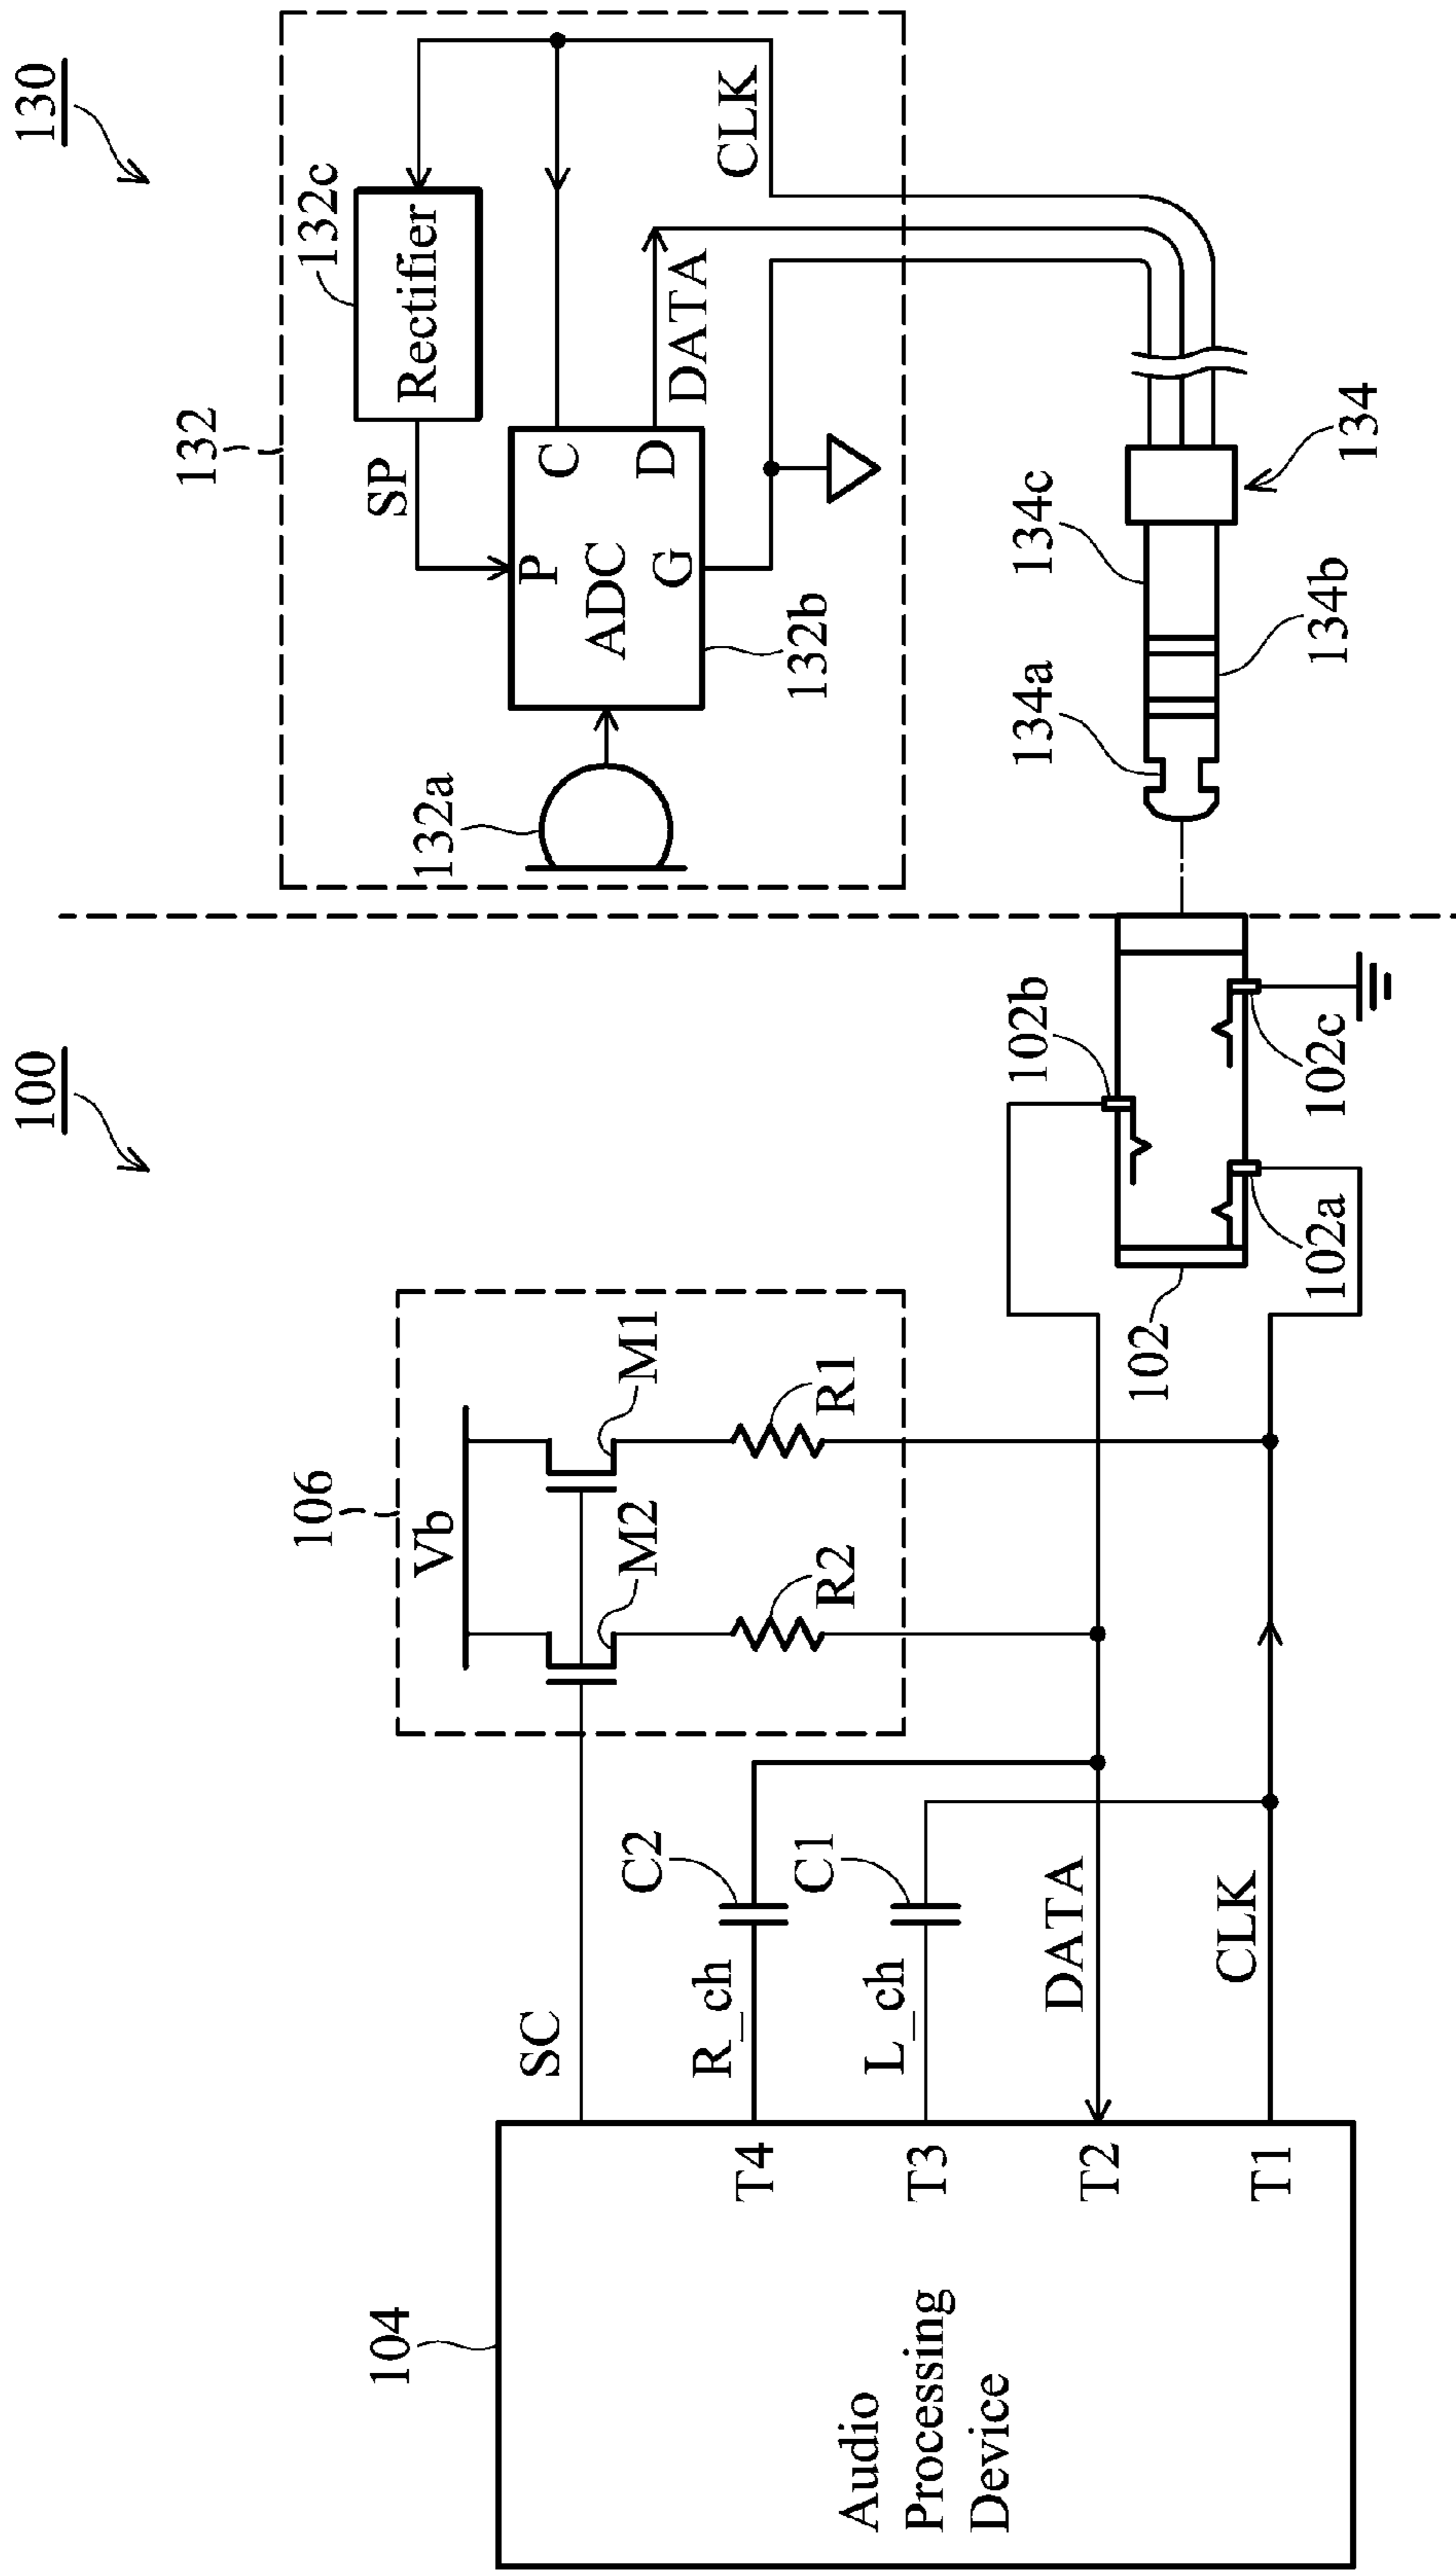 100
130
104
Audio
Processing
Device
T4
T3
T2
T1
SC
R_ch
L_ch
DATA
CLK
C2
C1
106
Vb
M2
M1
R2
R1
102
102a
102b
102c
132
132a
132b
ADC
P
C
D
G
SP
132c
Rectifier
DATA
CLK
134a
134b
134c
134